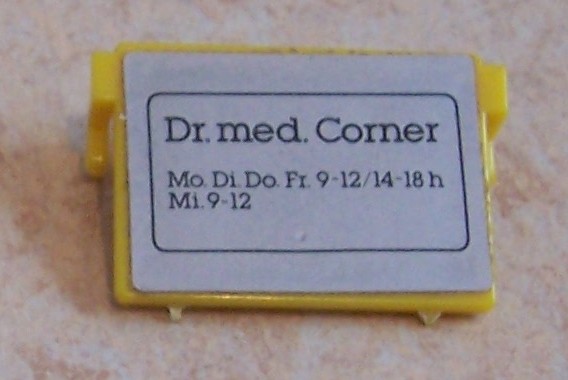 Dr. med. Corner
Mo. Di. Do. Fr. 9-12/14-18 h
Mi. 9-12